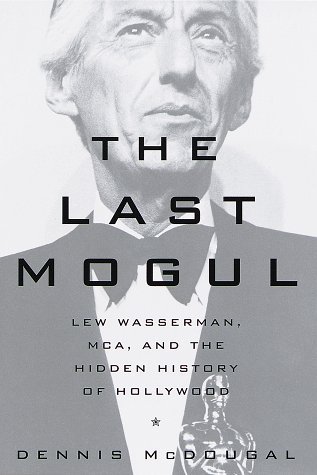 THE
LAST
MOGUL
LEW WASSERMAN,
MCA, AND THE
HIDDEN HISTORY
OF HOLLYWOOD
DENNIS McDOUGAL